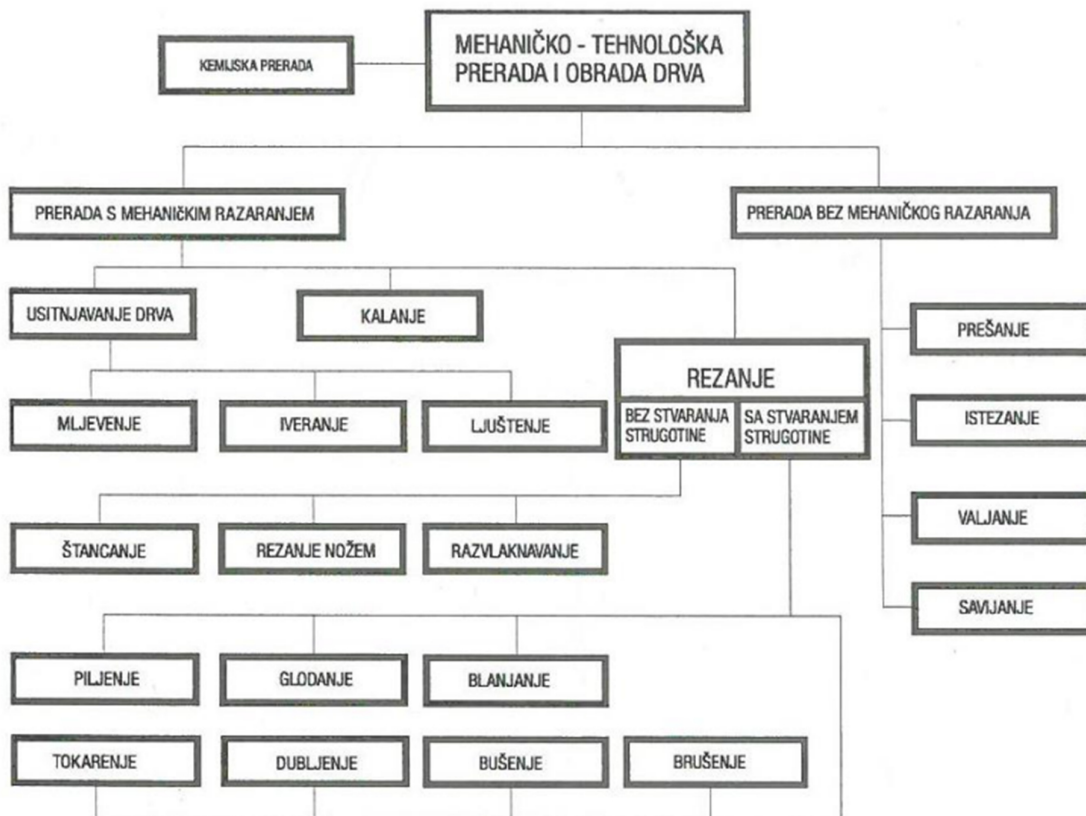 KEMIJSKA PRERADA
MEHANIČKO - TEHNOLOŠKA
PRERADA I OBRADA DRVA
PRERADA S MEHANIčKIM RAZARANJEM
PRERADA BEZ MEHANIČKOG RAZARANJA
USITNJAVANJE DRVA
KALANJE
PREŠANJE
REZANJE
BEZ STVARANJA
STRUGOTINE
SA STVARANJEM
STRUGOTINE
MLJEVENJE
IVERANJE
LJUŠTENJE
ISTEZANJE
ŠTANCANJE
REZANJE NOŽEM
RAZVLAKNAVANJE
VALJANJE
SAVIJANJE
PILJENJE
GLODANJE
BLANJANJE
TOKARENJE
DUBLJENJE
BUŠENJE
BRUŠENJE